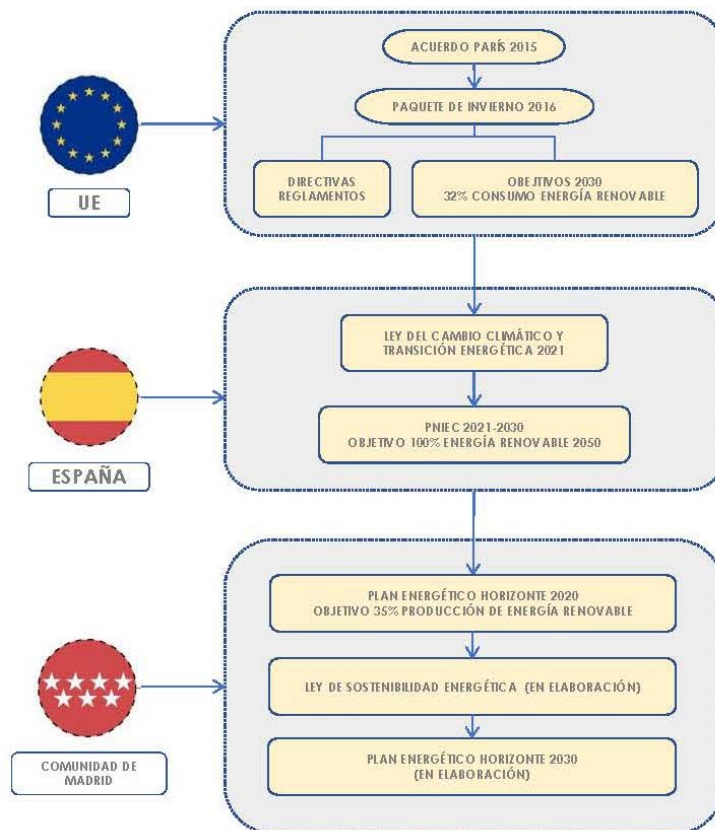 ACUERDO PARÍS 2015
PAQUETE DE INVIERNO 2016
DIRECTIVAS
REGLAMENTOS
OBEJTIVOS 2030
32% CONSUMO ENERGÍA RENOVABLE
UE
LEY DEL CAMBIO CLIMÁTICO Y
TRANSICIÓN ENERGÉTICA 2021
PNIEC 2021-2030
OBJETIVO 100% ENERGÍA RENOVABLE 2050
ESPAÑA
PLAN ENERGÉTICO HORIZONTE 2020
OBJETIVO 35% PRODUCCIÓN DE ENERGÍA RENOVABLE
LEY DE SOSTENIBILIDAD ENERGÉTICA (EN ELABORACIÓN)
PLAN ENERGÉTICO HORIZONTE 2030
(EN ELABORACIÓN)
COMUNIDAD DE
MADRID